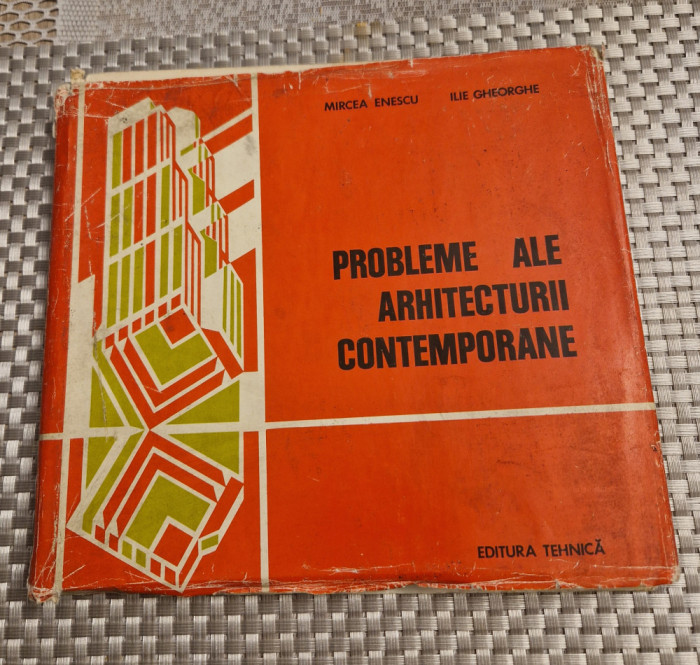 MIRCEA ENESCU ILIE GHEORGHE
PROBLEME ALE
ARHITECTURII
CONTEMPORANE
EDITURA TEHNICĂ